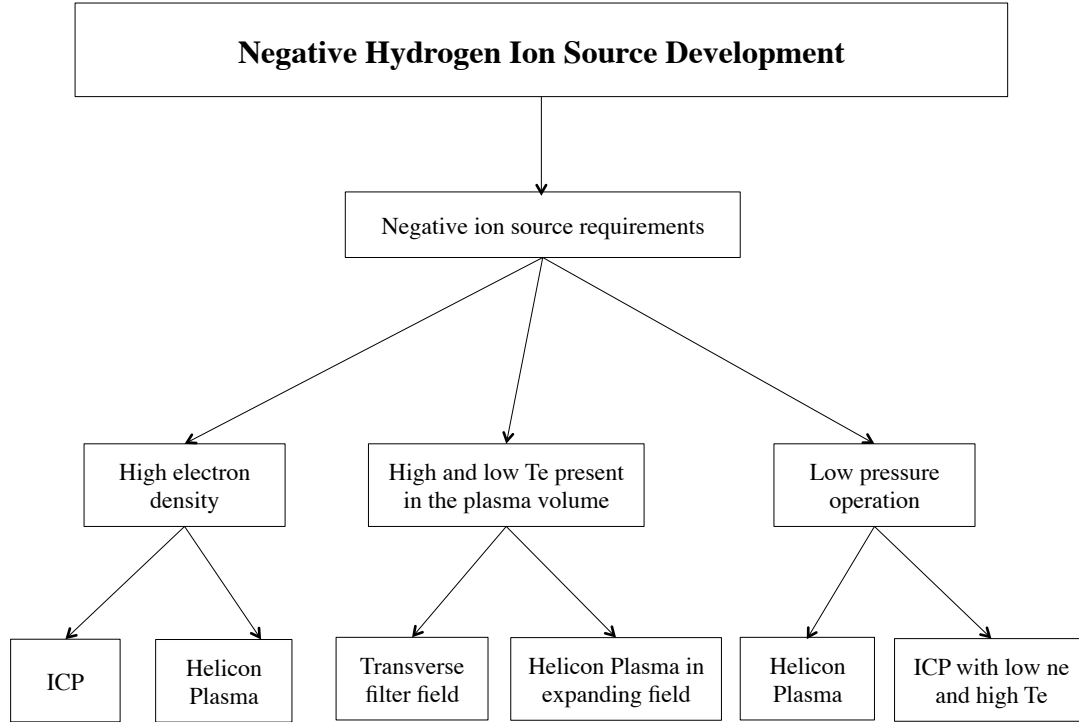 Negative Hydrogen Ion Source Development
Negative ion source requirements
High electron
density
High and low Te present
in the plasma volume
Low pressure
operation
ICP
Helicon
Plasma
Transverse
filter field
Helicon Plasma in
expanding field
Helicon
Plasma
ICP with low ne
and high Te